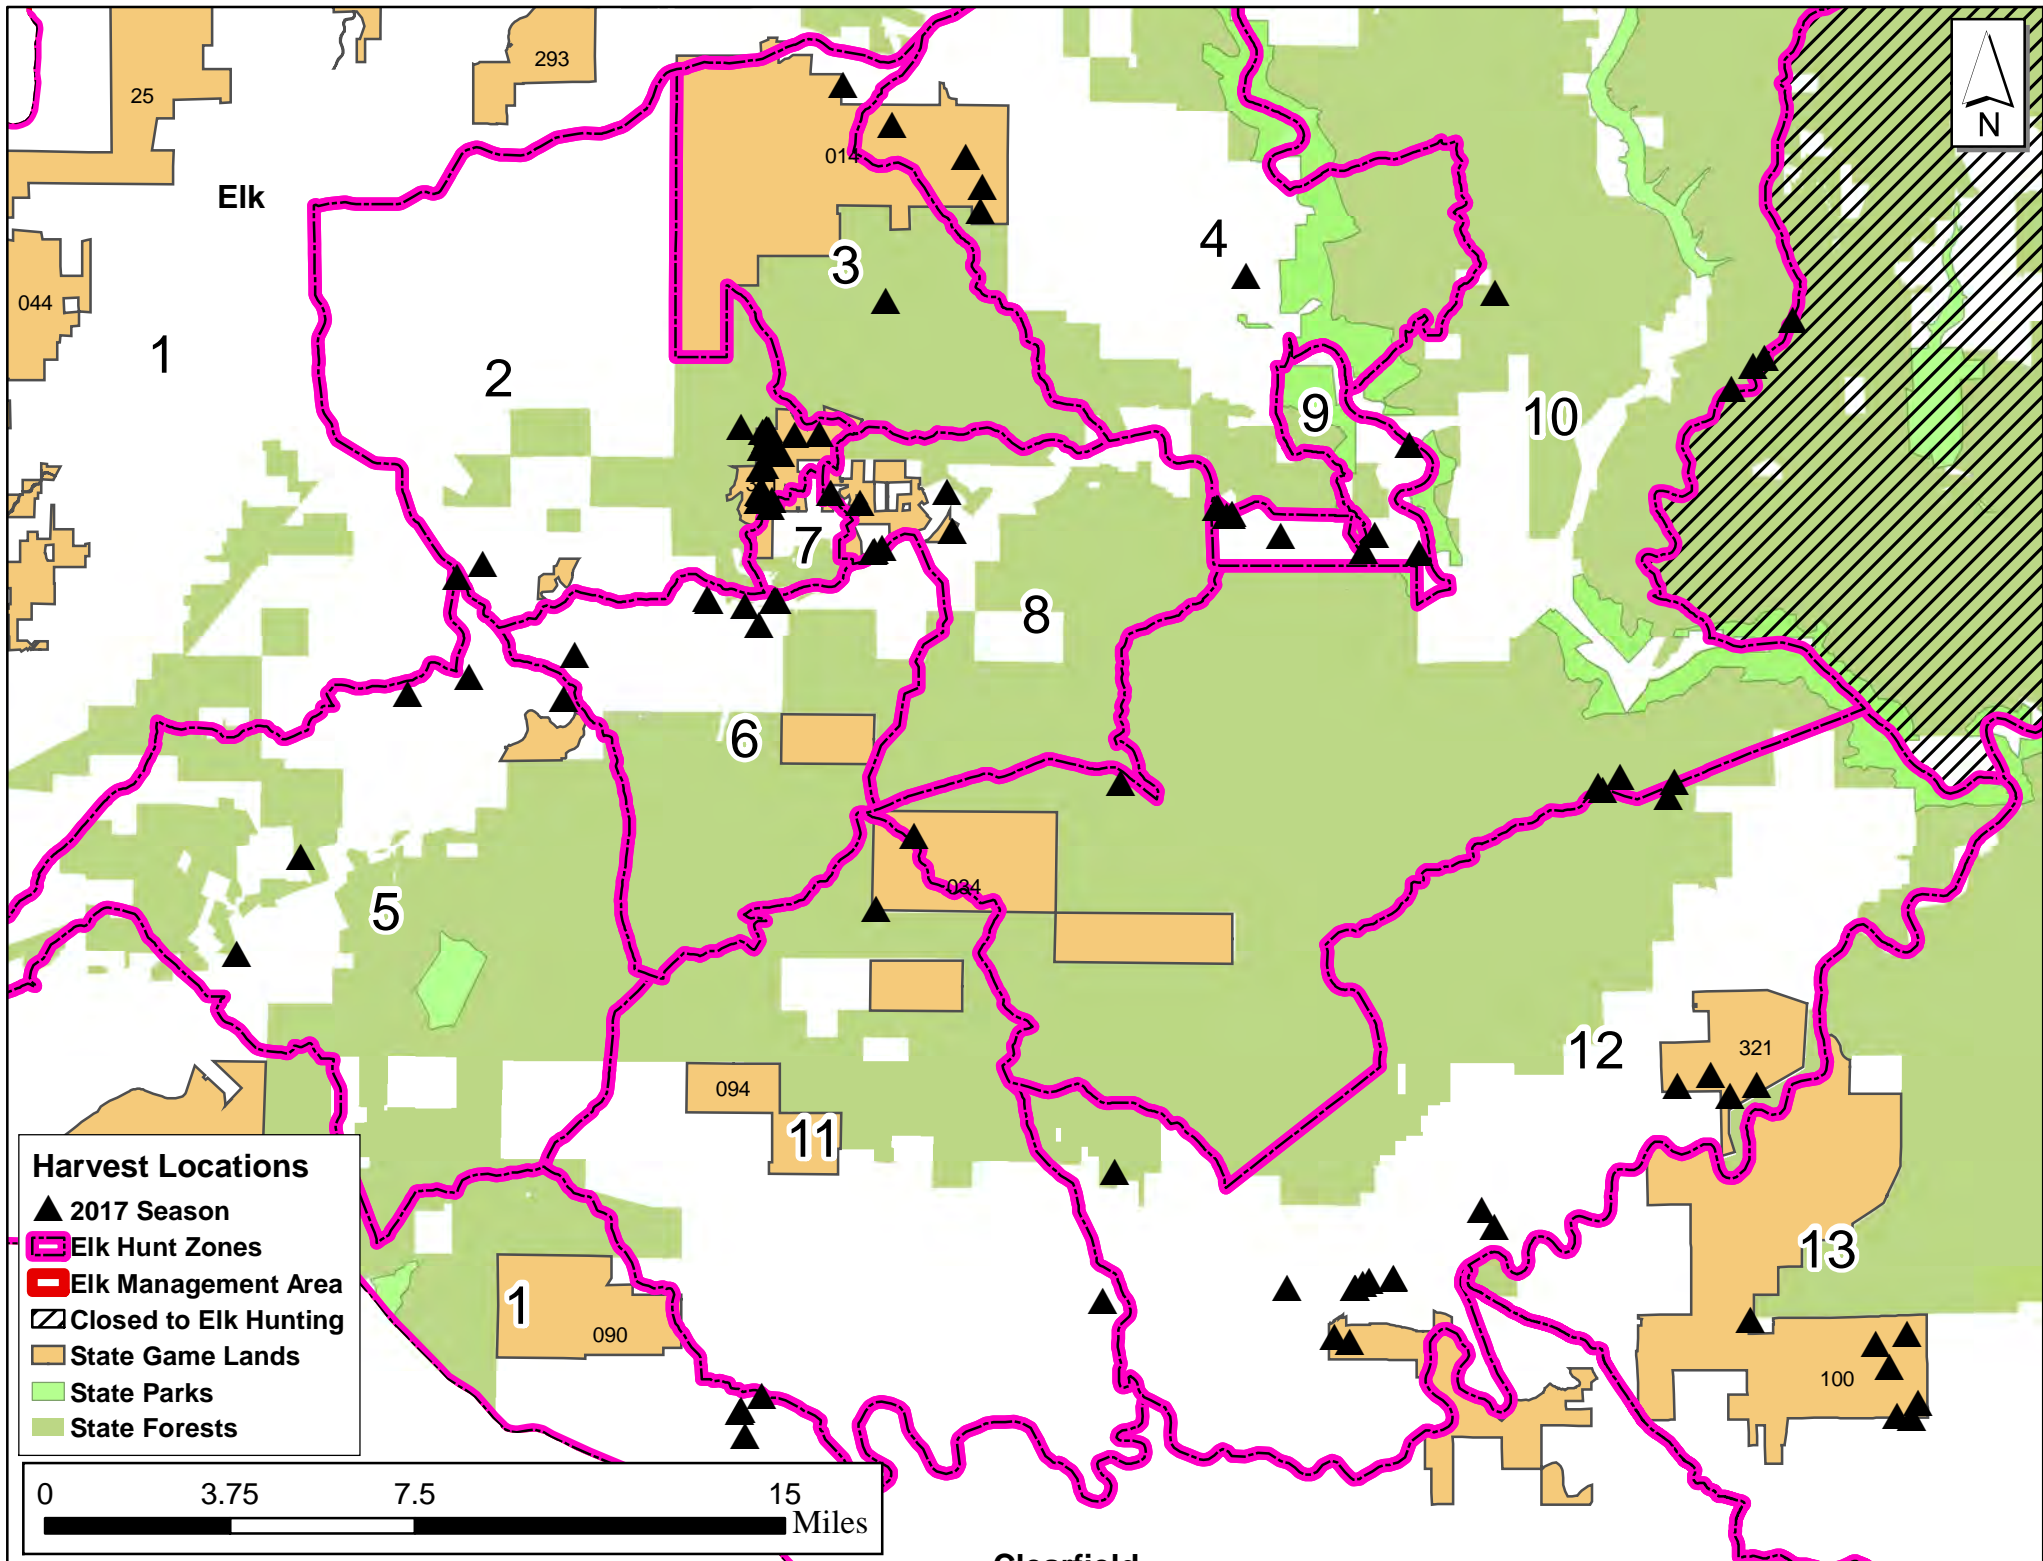 293
25
N
014
Elk
4
3
044
1
2
9
10
7
8
6
034
5
12
321
094
11
13
1
090
100
Harvest Locations
2017 Season
Elk Hunt Zones
Elk Management Area
Closed to Elk Hunting
State Game Lands
State Parks
State Forests
0 3.75 7.5 15
Miles
Clearfield